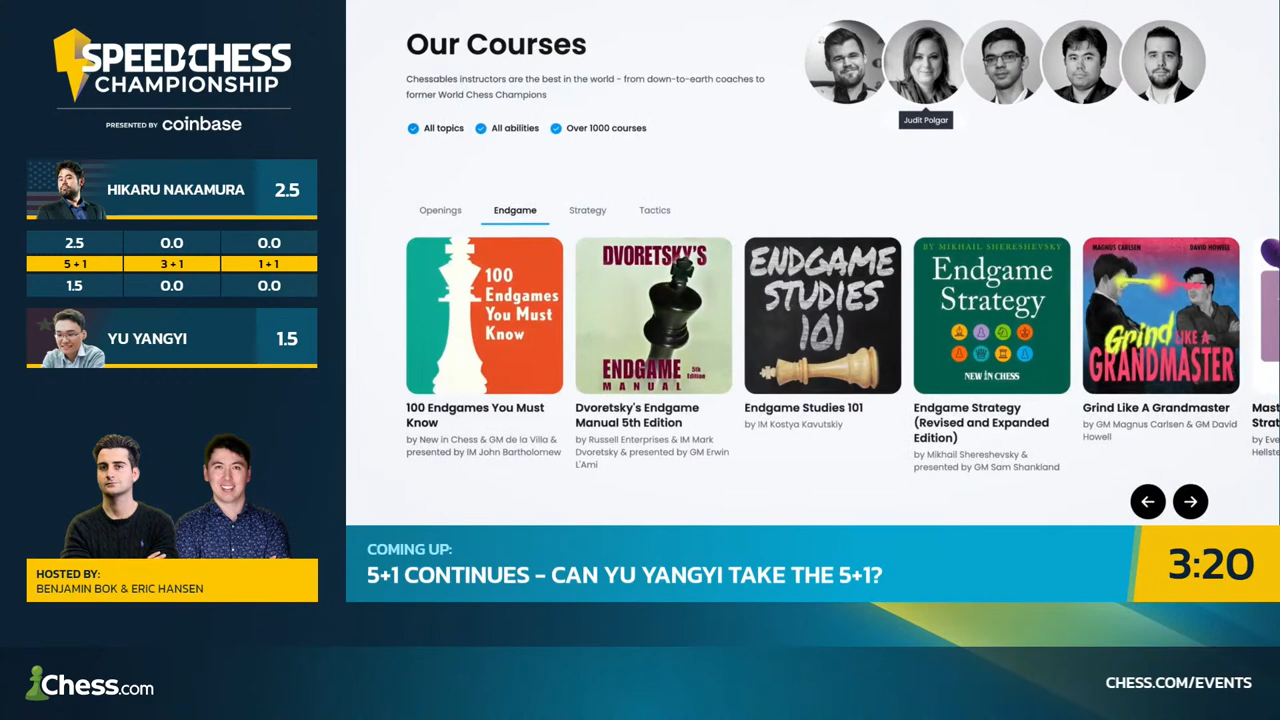 SPEED CHESS
CHAMPIONSHIP
PRESENTED BY coinbase
HIKARU NAKAMURA 2.5
2.5 0.0 0.0
5 + 1 3 + 1 1 + 1
1.5 0.0 0.0
YU YANGYI 1.5
HOSTED BY:
BENJAMIN BOK & ERIC HANSEN
Chess.com
Our Courses
Chessables instructors are the best in the world - from down-to-earth coaches to
former World Chess Champions
All topics All abilities Over 1000 courses
Judit Polgar
Openings Endgame Strategy Tactics
100
Endgames
You Must
Know
100 Endgames You Must
Know
by New in Chess & GM de la Villa &
presented by IM John Bartholomew
DVORETSKY'S
ENDGAME
MANUAL 5th
Edition
Dvoretsky's Endgame
Manual 5th Edition
by Russell Enterprises & IM Mark
Dvoretsky & presented by GM Erwin
L'Ami
ENDGAME
STUDIES
101
Endgame Studies 101
by IM Kostya Kavutskiy
BY MIKHAIL SHERESHEVSKY
Endgame
Strategy
NEW IN CHESS
Endgame Strategy
(Revised and Expanded
Edition)
by Mikhail Shereshevsky &
presented by GM Sam Shankland
MAGNUS CARLSEN DAVID HOWELL
Grind LIKE A
GRANDMASTER
Grind Like A Grandmaster
by GM Magnus Carlsen & GM David
Howell
Mast
Strat
by Eve
Hellste
COMING UP:
5+1 CONTINUES - CAN YU YANGYI TAKE THE 5+1?
3:20
CHESS.COM/EVENTS